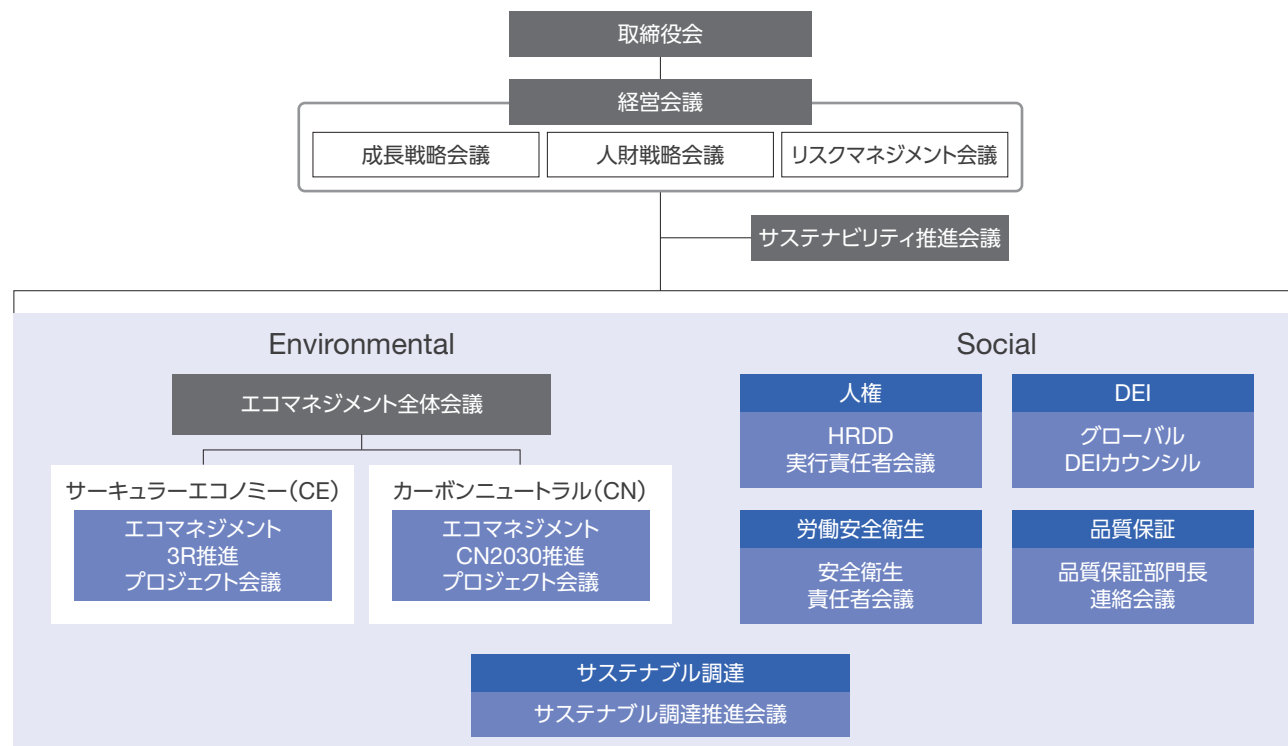 取締役会
経営会議
成長戦略会議
人財戦略会議
リスクマネジメント会議
サステナビリティ推進会議
Environmental
エコマネジメント全体会議
サーキュラーエコノミー（CE）
エコマネジメント
3R推進
プロジェクト会議
カーボンニュートラル（CN）
エコマネジメント
CN2030推進
プロジェクト会議
Social
人権
HRDD
実行責任者会議
DEI
グローバル
DEIカウンシル
労働安全衛生
安全衛生
責任者会議
品質保証
品質保証部門長
連絡会議
サステナブル調達
サステナブル調達推進会議